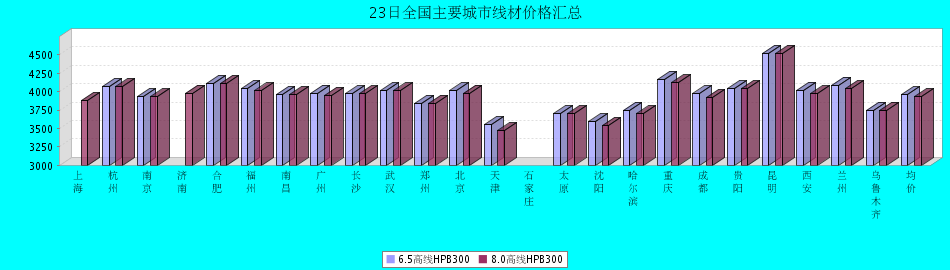 23日全国主要城市线材价格汇总
4500
4250
4000
3750
3500
3250
3000
上海
杭州
南京
济南
合肥
福州
南昌
广州
长沙
武汉
郑州
北京
天津
石家庄
太原
沈阳
哈尔滨
重庆
成都
贵阳
昆明
西安
兰州
乌鲁木齐
均价
6.5高线HPB300
8.0高线HPB300